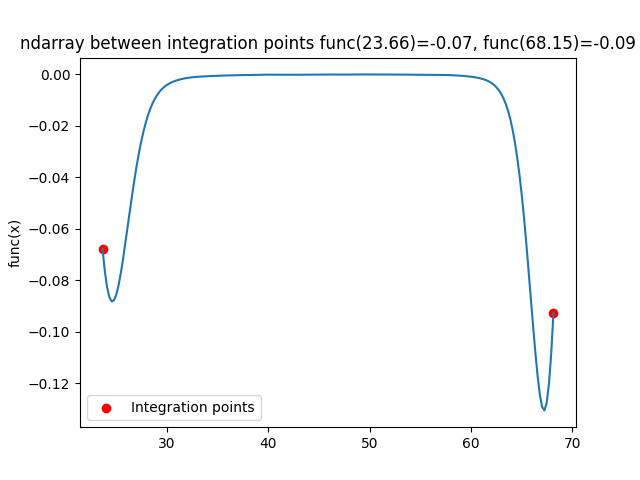 ndarray between integration points func(23.66)=-0.07, func(68.15)=-0.09
0.00
−0.02
−0.04
−0.06
−0.08
−0.10
−0.12
func(x)
Integration points
30 40 50 60 70